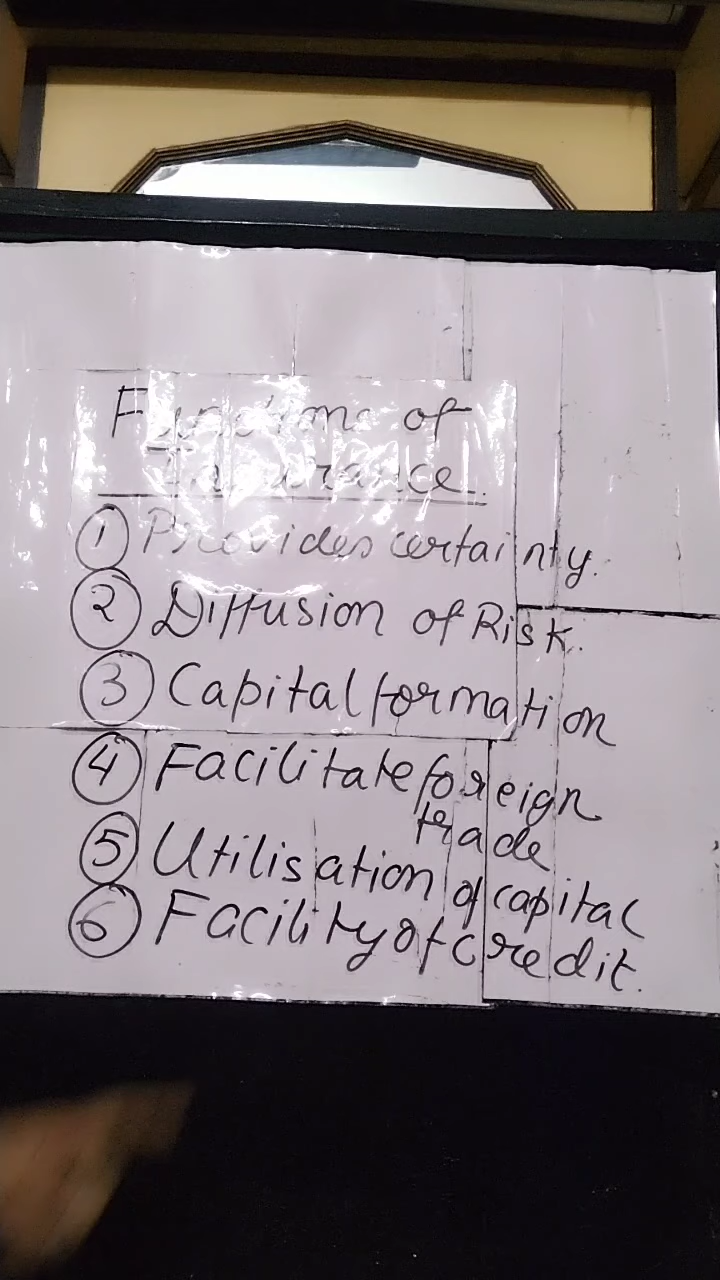 Functions of
Insurance.
① Provides certainty.
② Diffusion of Risk.
③ Capital formation
④ Facilitate foreign
trade
⑤ Utilisation of capital
⑥ Facility of credit.